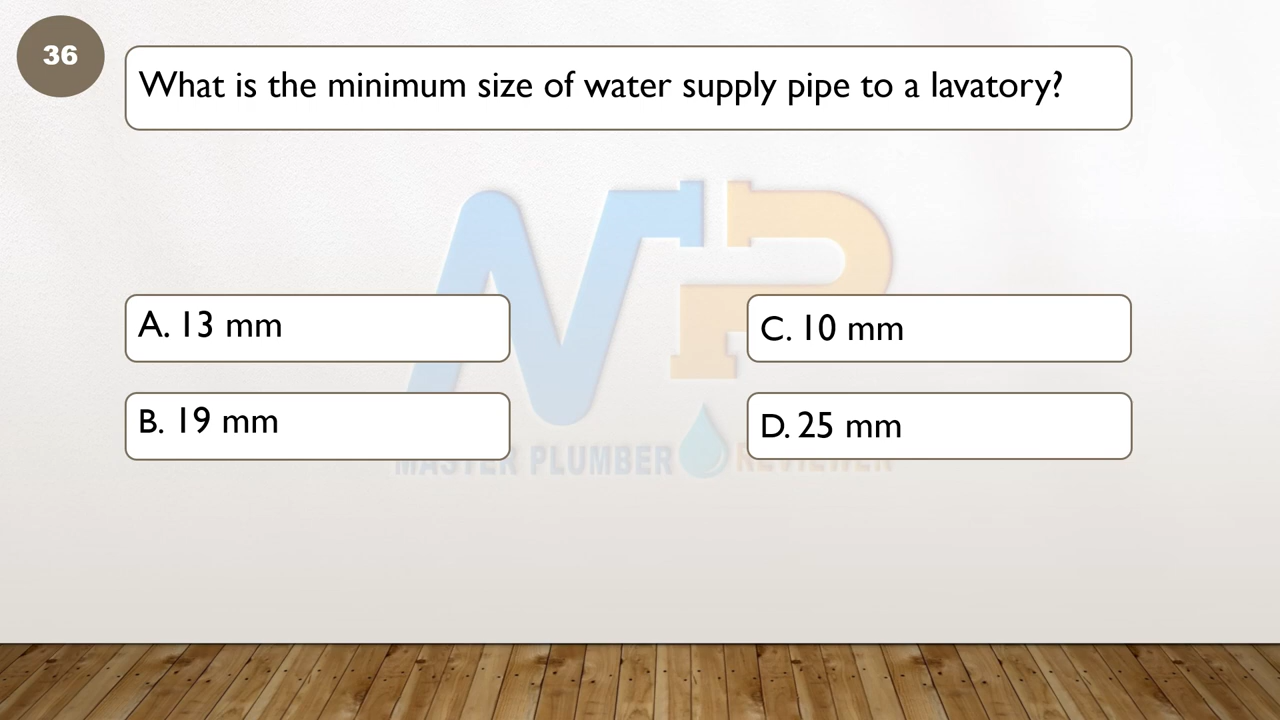 36
What is the minimum size of water supply pipe to a lavatory?
A. 13 mm
B. 19 mm
C. 10 mm
D. 25 mm
MASTER PLUMBER REVIEWER